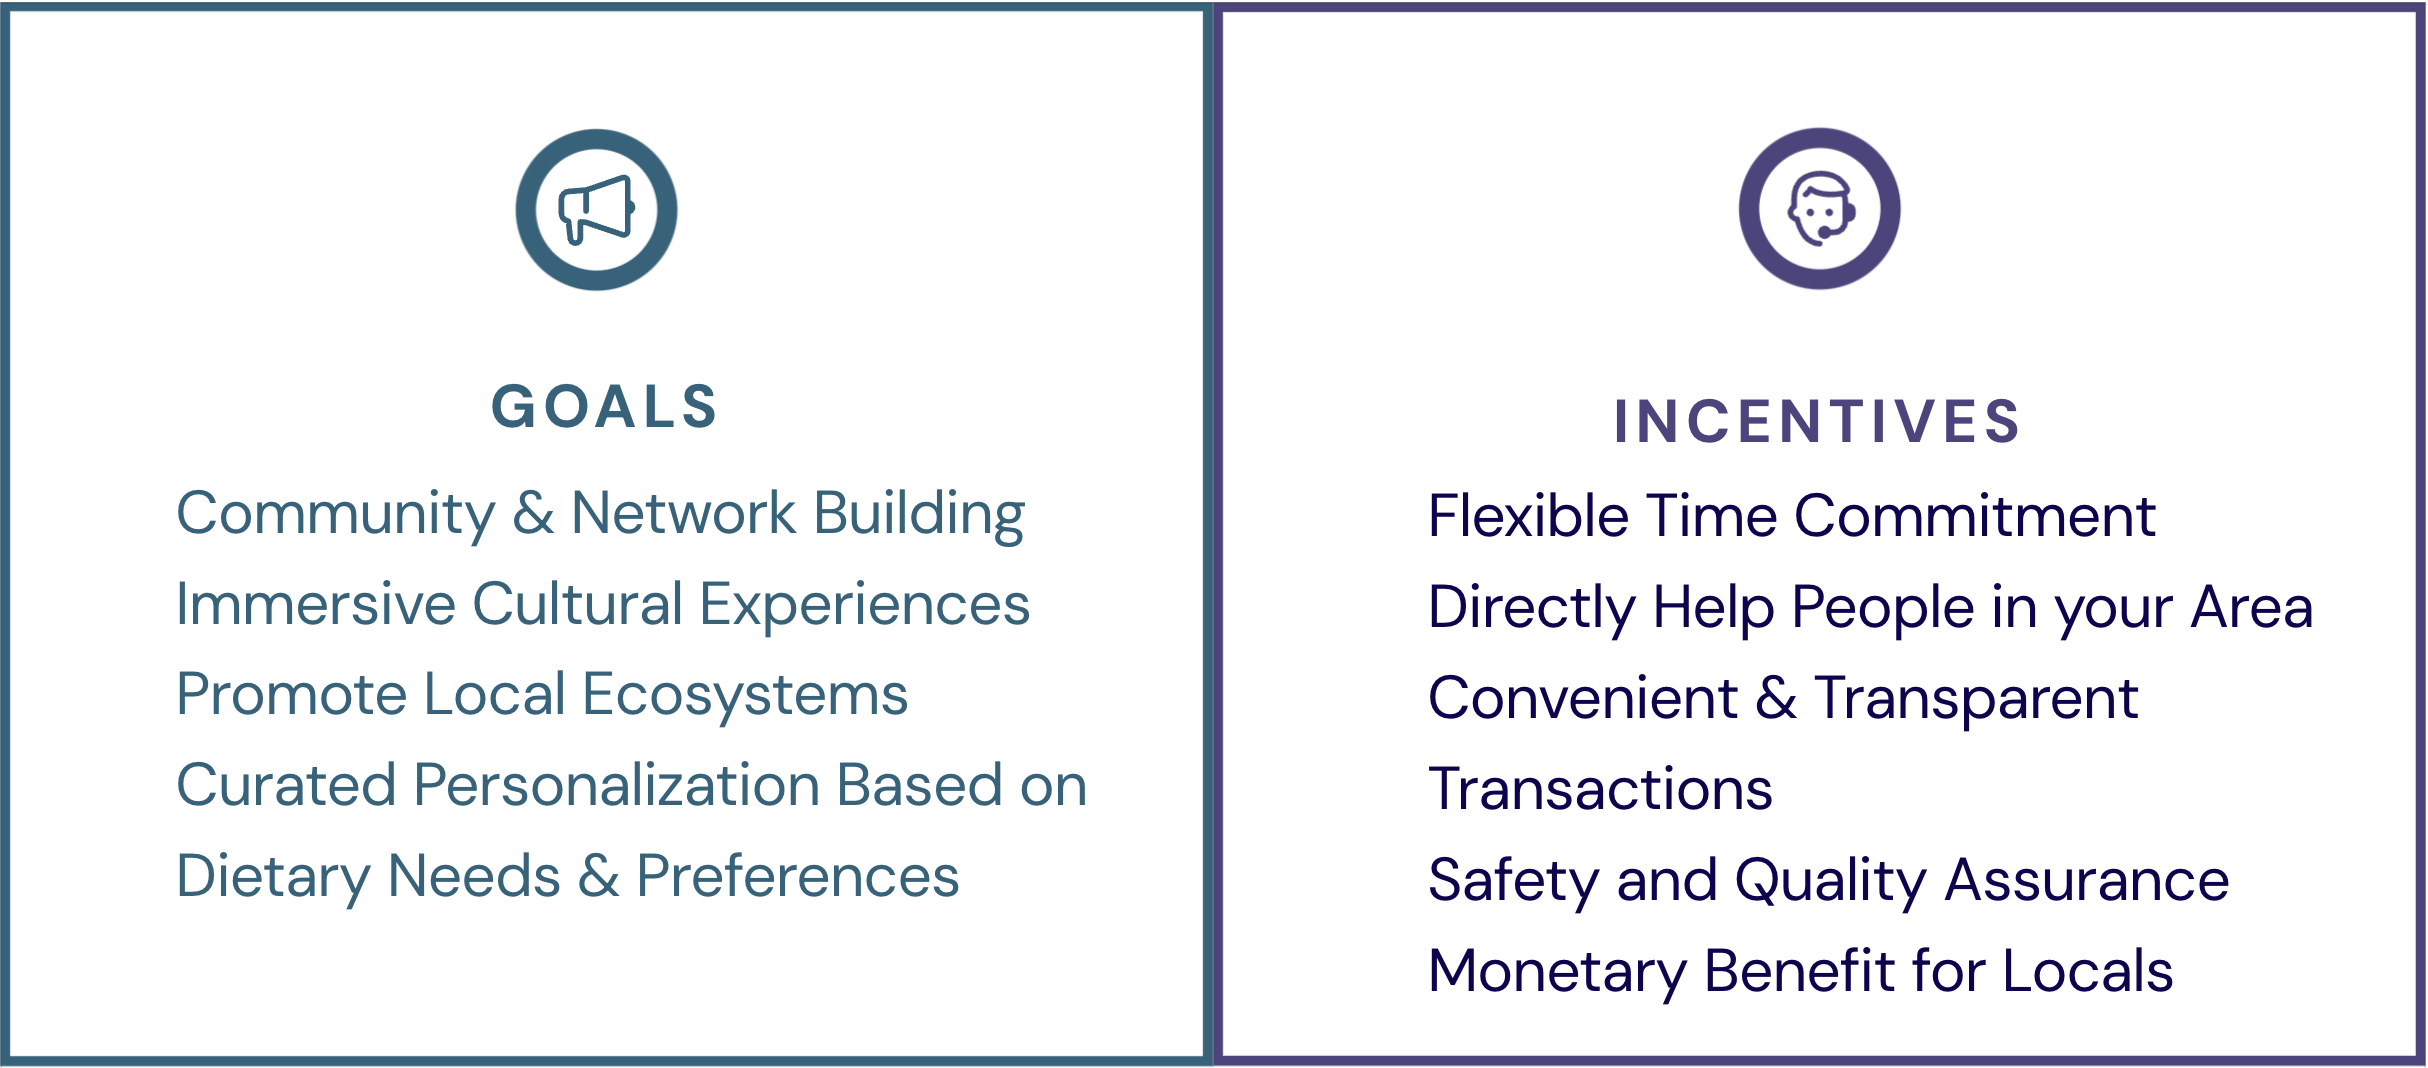 GOALS
Community & Network Building
Immersive Cultural Experiences
Promote Local Ecosystems
Curated Personalization Based on
Dietary Needs & Preferences
INCENTIVES
Flexible Time Commitment
Directly Help People in your Area
Convenient & Transparent
Transactions
Safety and Quality Assurance
Monetary Benefit for Locals